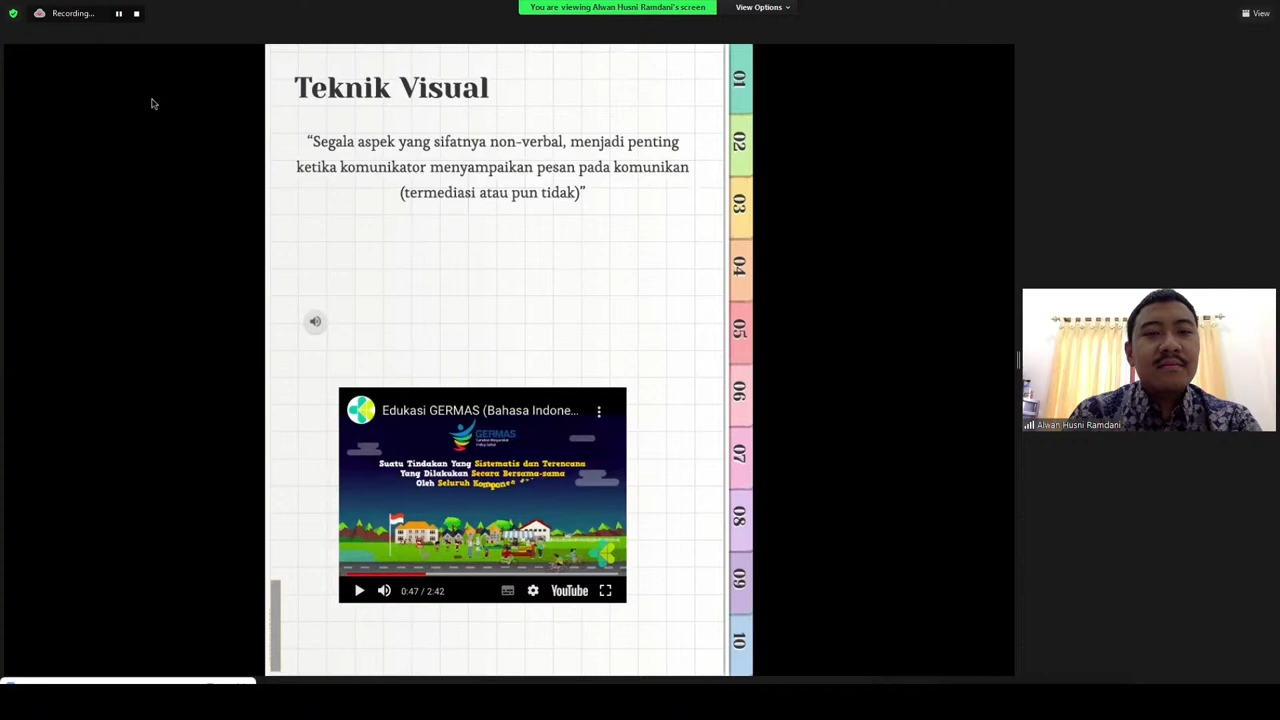 Recording...
You are viewing Alwan Husni Ramdani's screen
View Options
View
Teknik Visual
“Segala aspek yang sifatnya non-verbal, menjadi penting
ketika komunikator menyampaikan pesan pada komunikan
(termediasi atau pun tidak)”
01
02
03
04
05
06
07
08
09
10
Edukasi GERMAS (Bahasa Indone...
GERMAS
Suatu Tindakan Yang Sistematis dan Terencana
Yang Dilakukan Secara Bersama-sama
Oleh Seluruh Kompone
0:47 / 2:42
YouTube
Alwan Husni Ramdani